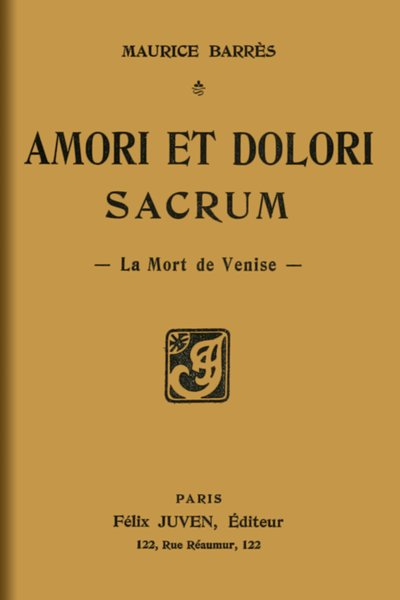 MAURICE BARRÈS
AMORI ET DOLORI
SACRUM
— La Mort de Venise —
PARIS
Félix JUVEN, Éditeur
122, Rue Réaumur, 122